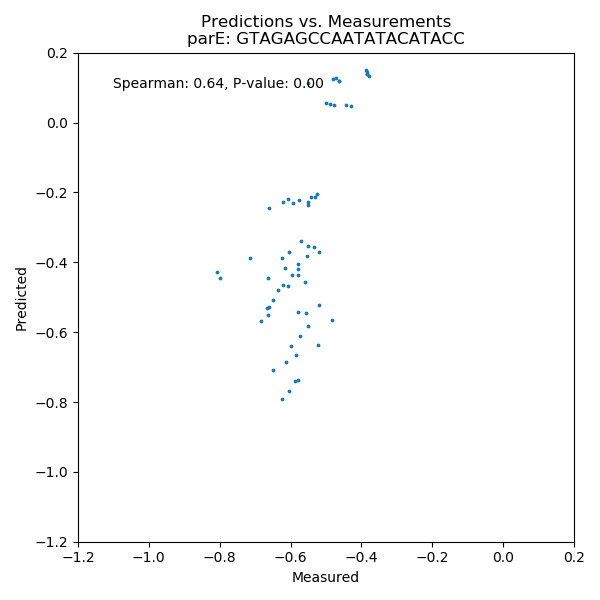 Predictions vs. Measurements
parE: GTAGAGCCAATATACATACC
Spearman: 0.64, P-value: 0.00
0.2
0.0
−0.2
−0.4
−0.6
−0.8
−1.0
−1.2
Predicted
−1.2 −1.0 −0.8 −0.6 −0.4 −0.2 0.0 0.2
Measured